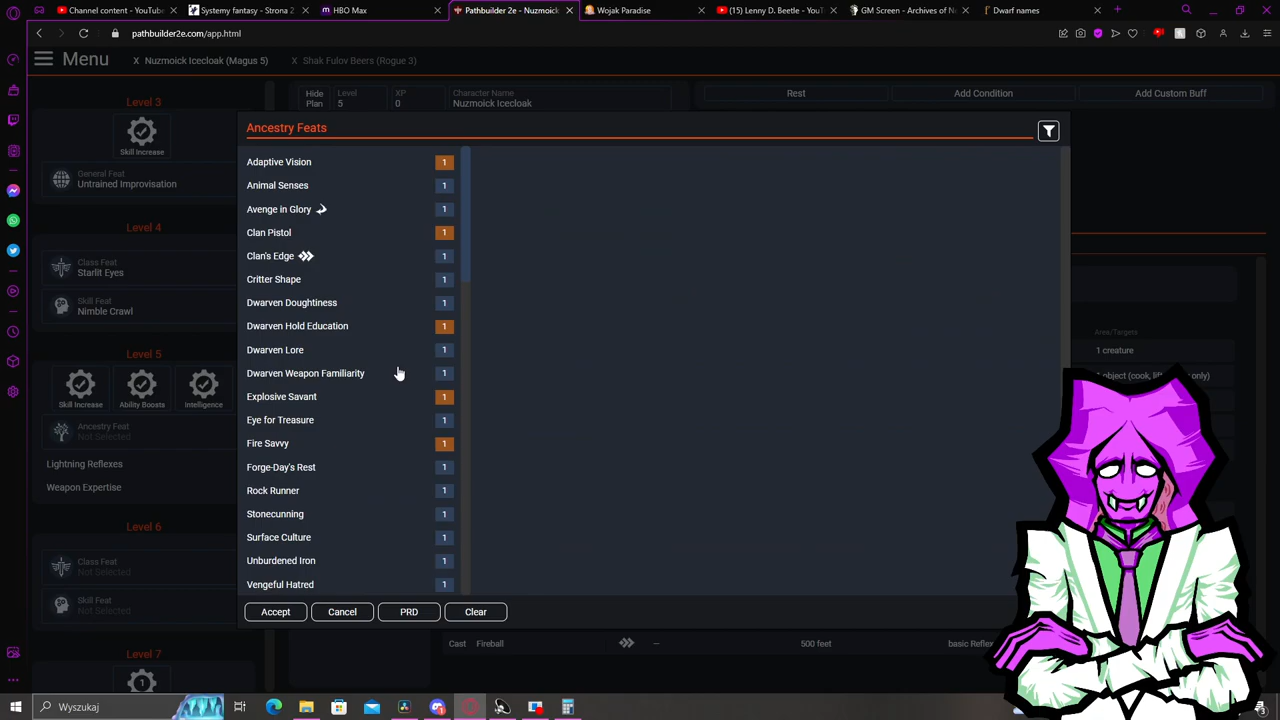 Channel content - YouTub
Systemy fantasy - Strona 2
HBO Max
Pathbuilder 2e - Nuzmoick
Wojak Paradise
(15) Lenny D. Beetle - YouT
GM Screen - Archives of N
Dwarf names
pathbuilder2e.com/app.html
Menu
X Nuzmoick Icecloak (Magus 5)
X Shak Fulov Beers (Rogue 3)
Level 3
Hide Plan
Level
5
XP
0
Character Name
Nuzmoick Icecloak
Rest
Add Condition
Add Custom Buff
Skill Increase
General Feat
Untrained Improvisation
Level 4
Class Feat
Starlit Eyes
Skill Feat
Nimble Crawl
Level 5
Skill Increase
Ability Boosts
Intelligence
Ancestry Feat
Not Selected
Lightning Reflexes
Weapon Expertise
Level 6
Class Feat
Not Selected
Skill Feat
Not Selected
Level 7
1
Ancestry Feats
Adaptive Vision 1
Animal Senses 1
Avenge in Glory 1
Clan Pistol 1
Clan's Edge 1
Critter Shape 1
Dwarven Doughtiness 1
Dwarven Hold Education 1
Dwarven Lore 1
Dwarven Weapon Familiarity 1
Explosive Savant 1
Eye for Treasure 1
Fire Savvy 1
Forge-Day's Rest 1
Rock Runner 1
Stonecunning 1
Surface Culture 1
Unburdened Iron 1
Vengeful Hatred 1
Accept
Cancel
PRD
Clear
Area/Targets
1 creature
object (cook, lift only)
Cast Fireball — 500 feet basic Reflex
Wyszukaj